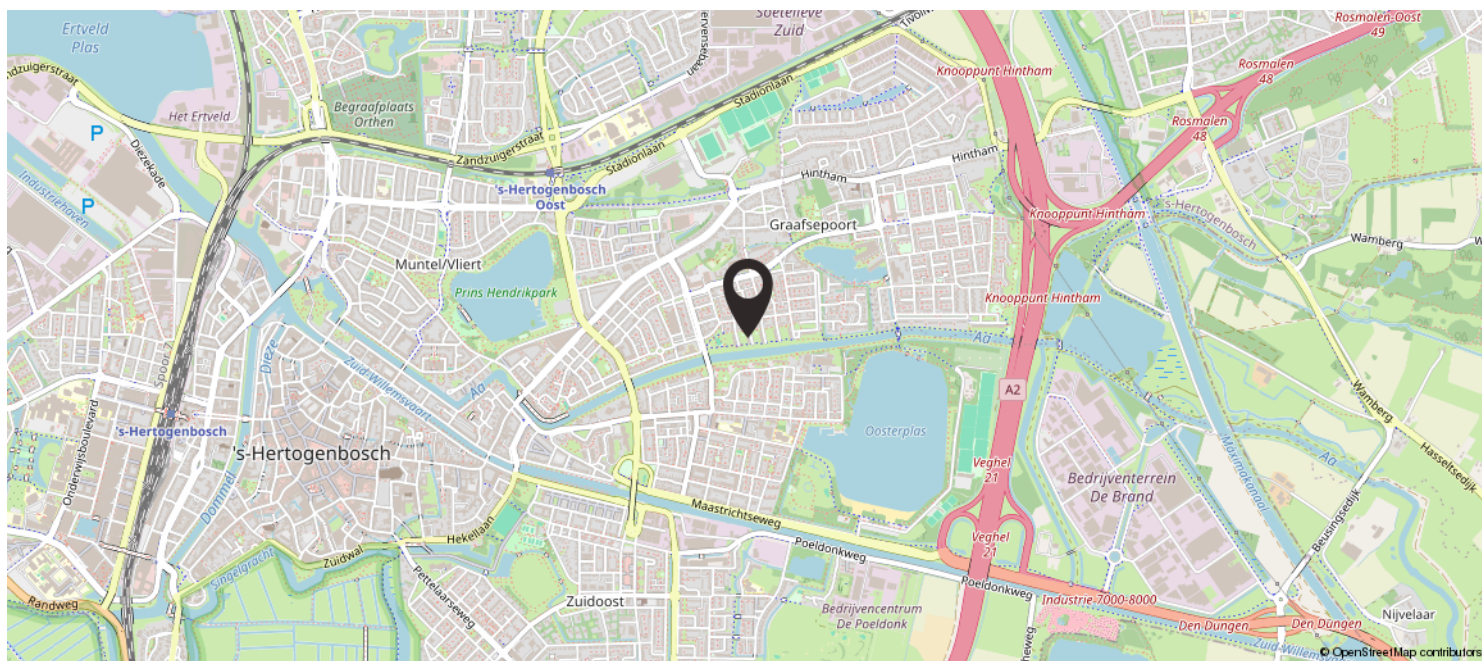 Ertveld
Plas
Soetelieve
Zuid
Rosmalen-Oost
49
Knooppunt Hintham
Rosmalen
48
Begraafplaats
Orthen
Het Ertveld
P
Diezekade
Zandzuigerstraat
Stadionlaan
Rosmalen
48
Industriehaven
Stadionlaan
Hintham
Hintham
's-Hertogenbosch
Oost
P
Knooppunt Hintham
's-Hertogenbosch
Graafsepoort
Wamberg
Muntel/Vliert
Prins Hendrikpark
Knooppunt Hintham
Aa
Spoor 7
Dieze
Zuid-Willemsvaart
Aa
A2
Wamberg
's-Hertogenbosch
Onderwijsboulevard
Oosterplas
's-Hertogenbosch
Hasseltsedijk
Aa
Veghel
21
Bedrijventerrein
De Brand
Maximakanaal
Dommel
Maastrichtseweg
Beusingsedijk
Hekellaan
Veghel
21
Poeldonkweg
Zuidwal
Singelgracht
Pettelaarseweg
Poeldonkweg
Randweg
Zuidoost
Bedrijvencentrum
De Poeldonk
Industrie 7000-8000
Nijvelaar
Den Dungen
Den Dungen
Zuid-Willemsvaart
© OpenStreetMap contributors